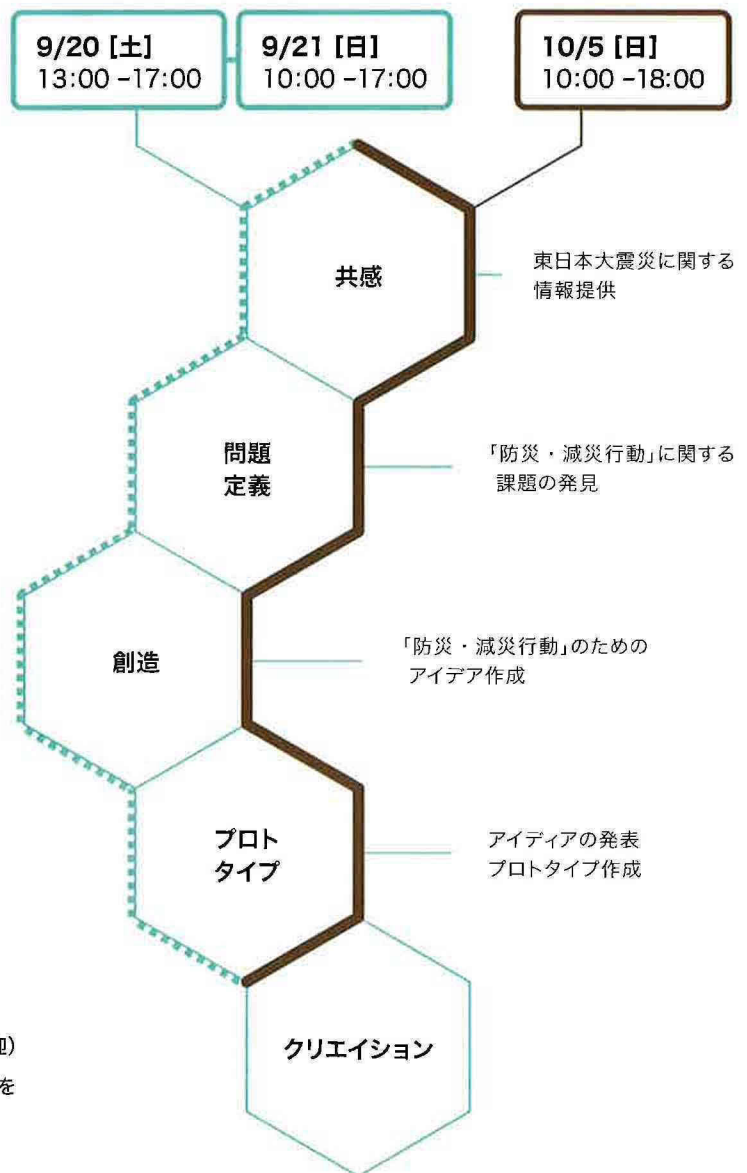 9/20 [土]
13:00 –17:00
9/21 [日]
10:00 –17:00
10/5 [日]
10:00 –18:00
共感
東日本大震災に関する
情報提供
問題
定義
「防災・減災行動」に関する
課題の発見
創造
「防災・減災行動」のための
アイデア作成
プロト
タイプ
アイディアの発表
プロトタイプ作成
クリエイション
）
を